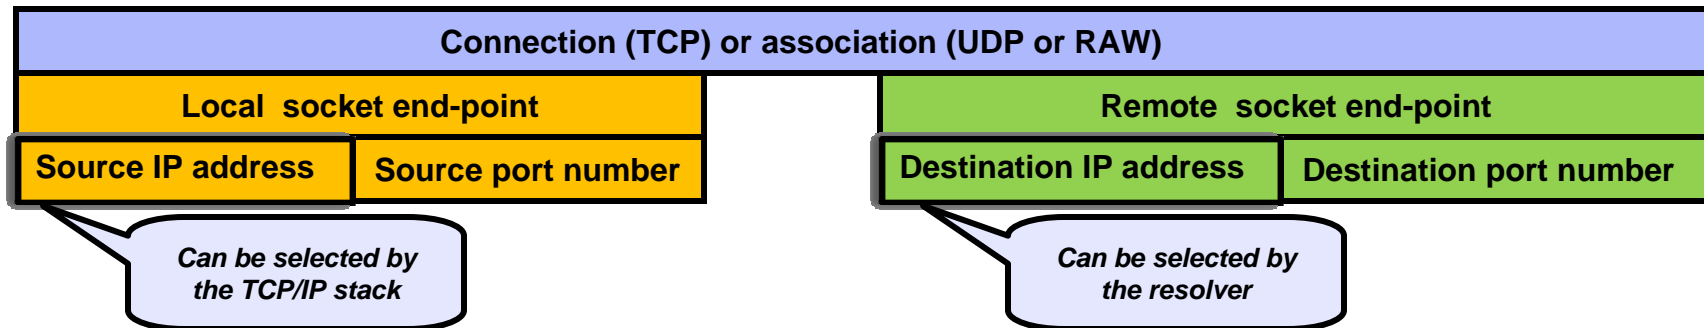 Connection (TCP) or association (UDP or RAW)
Local socket end-point
Remote socket end-point
Source IP address
Source port number
Destination IP address
Destination port number
Can be selected by
the TCP/IP stack
Can be selected by
the resolver